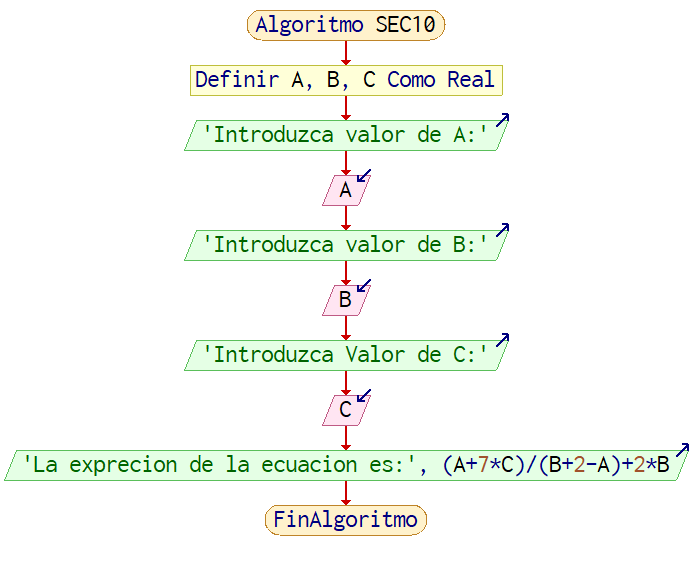 Algoritmo SEC10
Definir A, B, C Como Real
'Introduzca valor de A:'
A
'Introduzca valor de B:'
B
'Introduzca Valor de C:'
C
'La exprecion de la ecuacion es:', (A+7*C)/(B+2-A)+2*B
FinAlgoritmo